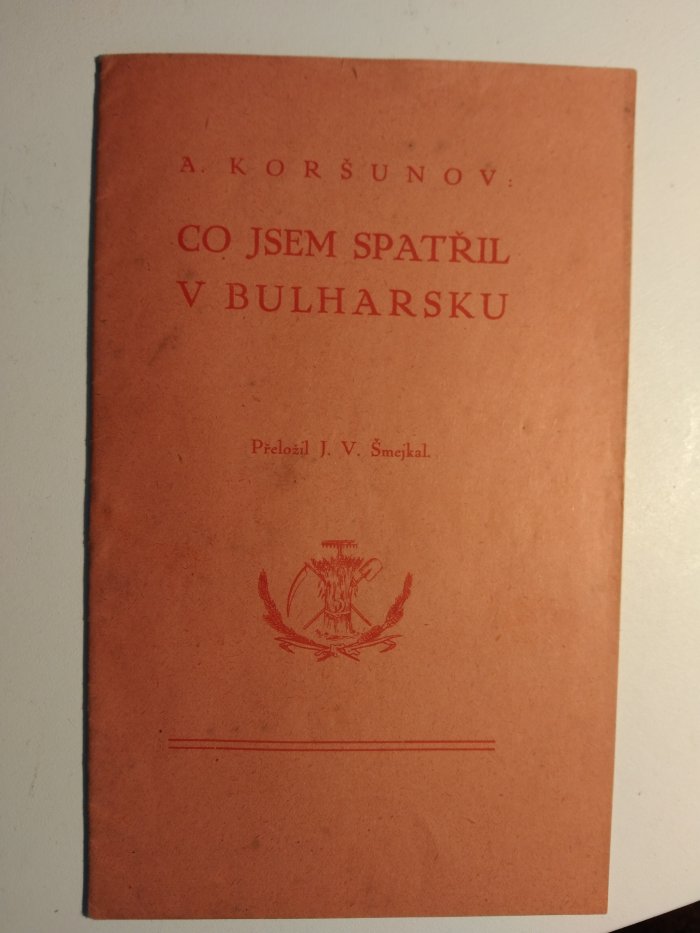 A. KORŠUNOV:
CO JSEM SPATŘIL
V BULHARSKU
Přeložil J. V. Šmejkal.